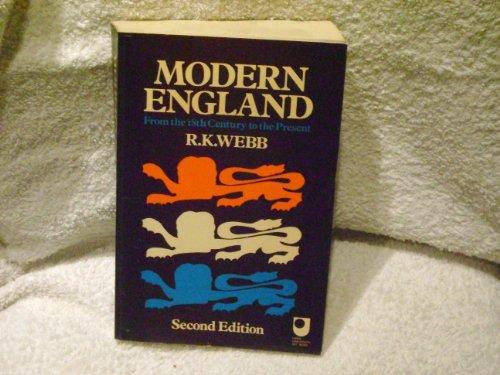 MODERN
ENGLAND
From the 18th Century to the Present
R.K.WEBB
Second Edition